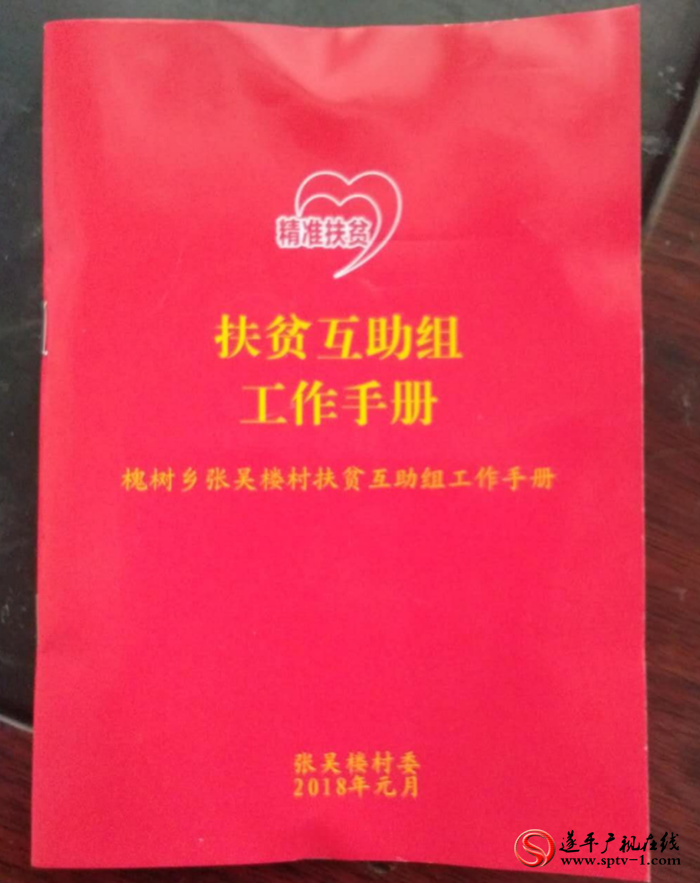 精准扶贫
扶贫互助组
工作手册
槐树乡张吴楼村扶贫互助组工作手册
张吴楼村委
2018年元月
遂平广视在线
www.sptv-1.com